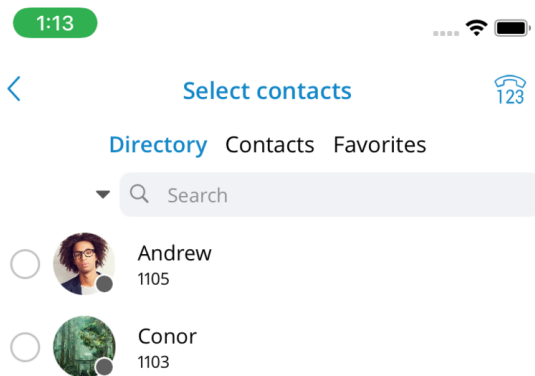 1:13
Select contacts
123
Directory Contacts Favorites
Search
Andrew
1105
Conor
1103